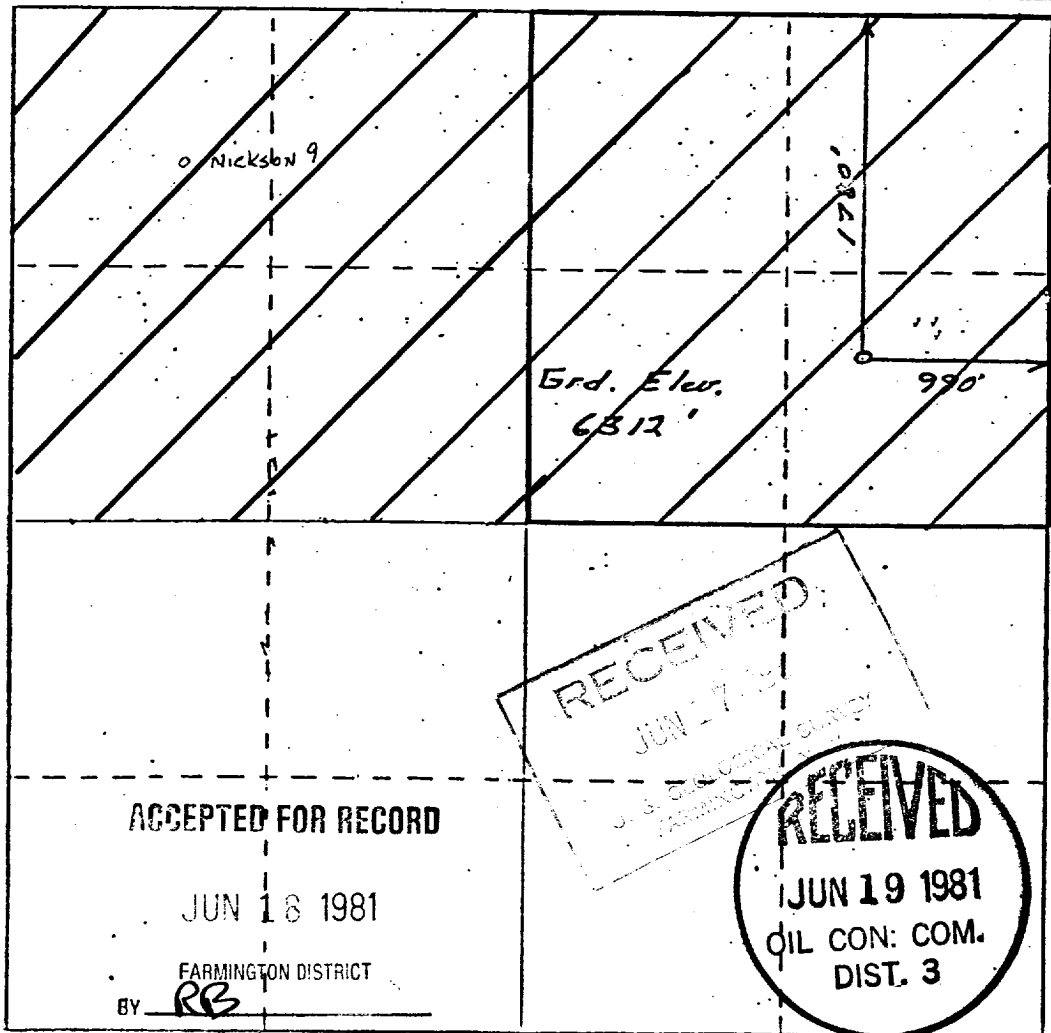 Nickson 9
990'
Grd. Elev.
6312'
RECEIVED
JUN 17
ACCEPTED FOR RECORD
JUN 18 1981
FARMINGTON DISTRICT
BY RB
RECEIVED
JUN 19 1981
OIL CON. COM.
DIST. 3